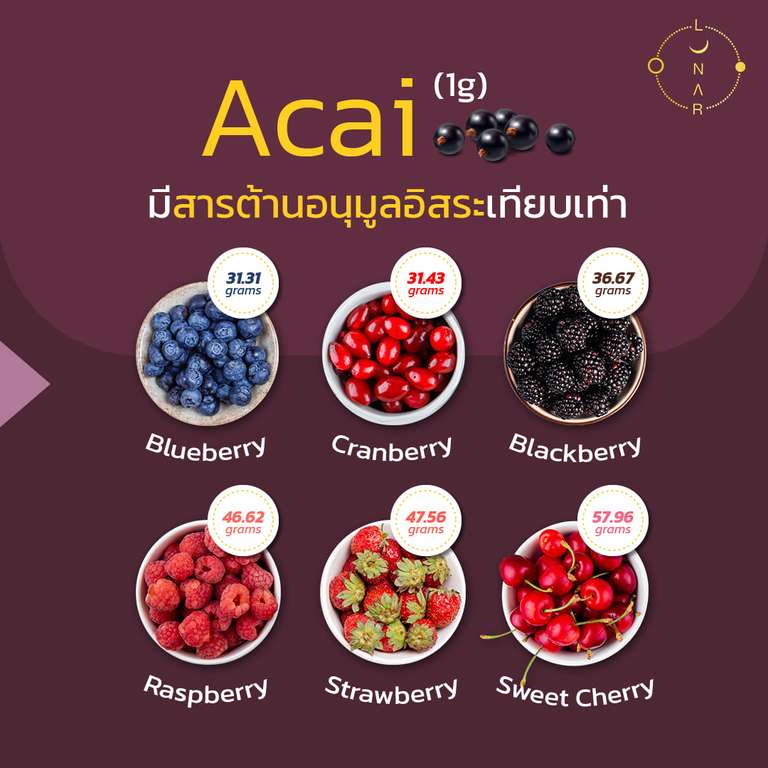 LUNAR
Acai (1g)
มีสารต้านอนุมูลอิสระเทียบเท่า
31.31 grams
31.43 grams
36.67 grams
Blueberry
Cranberry
Blackberry
46.62 grams
47.56 grams
57.96 grams
Raspberry
Strawberry
Sweet Cherry